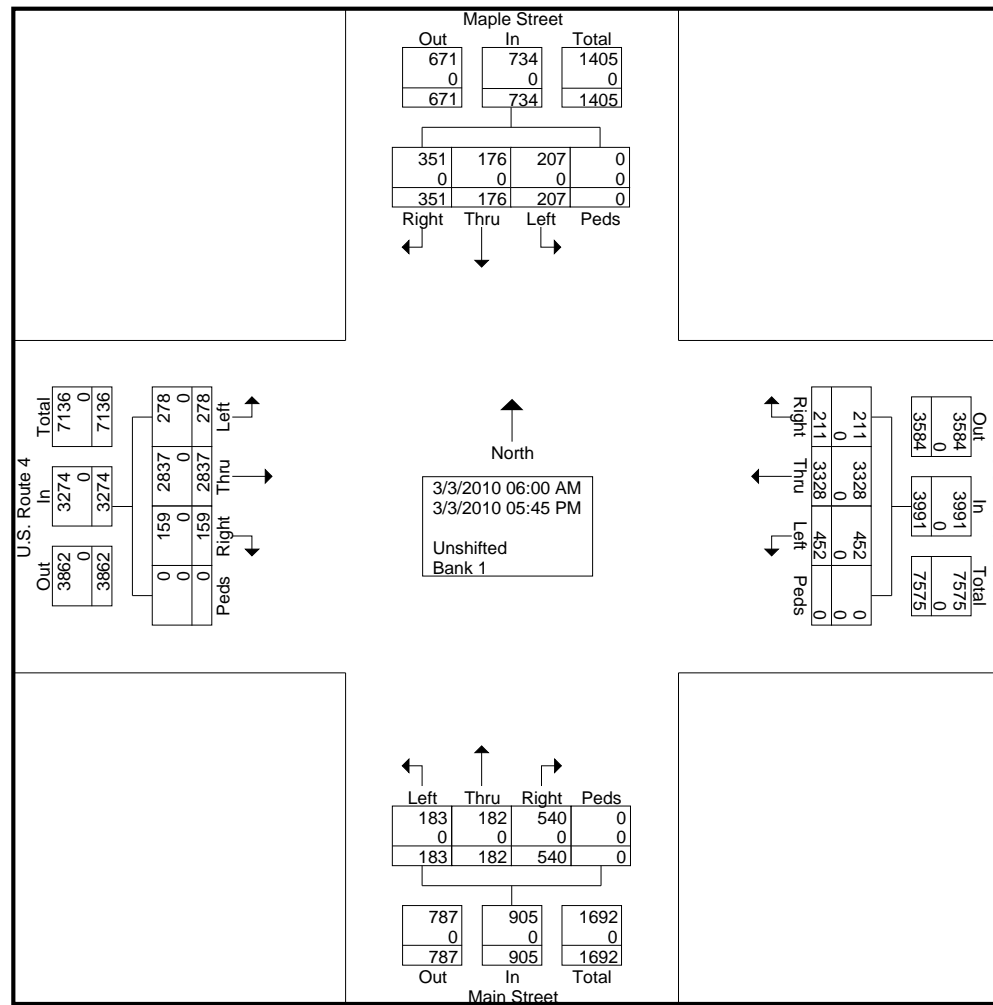 Maple Street
Out In Total
671 734 1405
0 0 0
671 734 1405
351 176 207 0
0 0 0 0
351 176 207 0
Right Thru Left Peds
U.S. Route 4
Total In Out
7136 3274 3862
0 0 0
7136 3274 3862
278 2837 159 0
0 0 0 0
278 2837 159 0
Left Thru Right Peds
North
3/3/2010 06:00 AM
3/3/2010 05:45 PM
Unshifted
Bank 1
Right Thru Left Peds
211 3328 452 0
0 0 0 0
211 3328 452 0
Out In Total
3584 3991 7575
0 0 0
3584 3991 7575
Left Thru Right Peds
183 182 540 0
0 0 0 0
183 182 540 0
787 905 1692
0 0 0
787 905 1692
Out In Total
Main Street